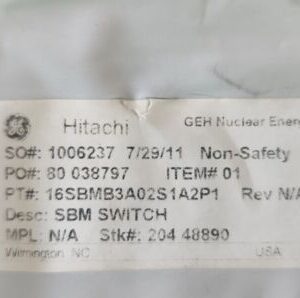 GE Hitachi GEH Nuclear Energ
SO#: 1006237 7/29/11 Non-Safety
PO#: 80 038797 ITEM# 01
PT#: 16SBMB3A02S1A2P1 Rev N/A
Desc: SBM SWITCH
MPL: N/A Stk#: 204 48890
Wilmington, NC USA